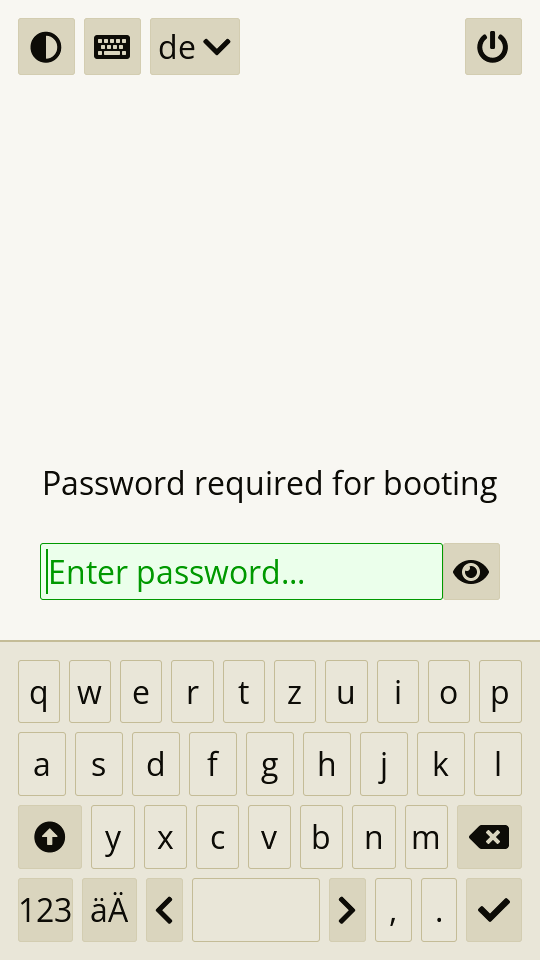 de
Password required for booting
Enter password...
q w e r t z u i o p
a s d f g h j k l
y x c v b n m
123 äÄ , .